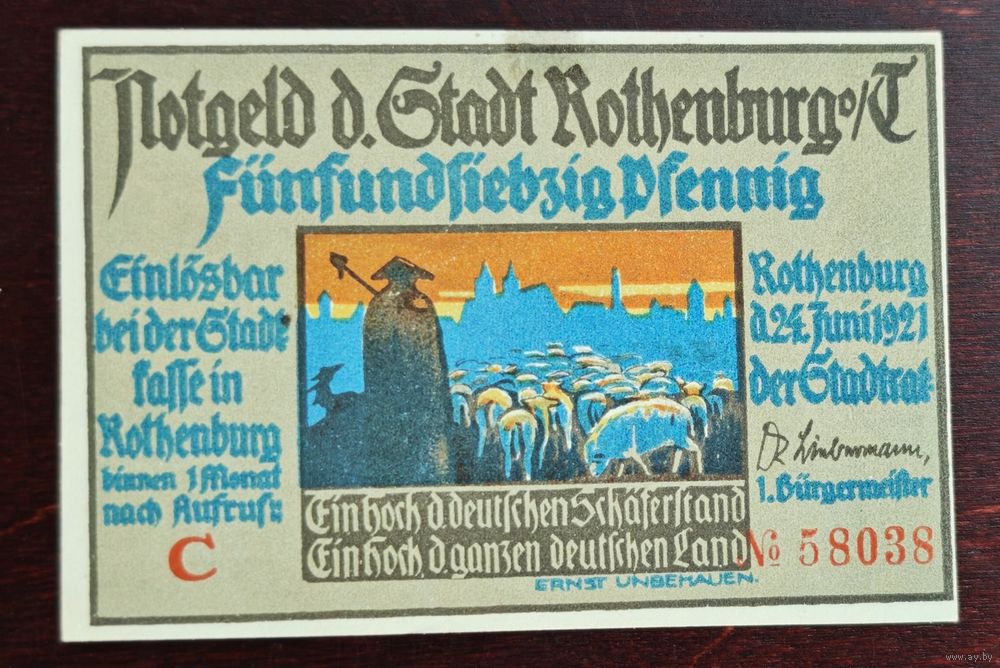 Notgeld d. Stadt Rothenburg o/T
Fünfundsiebzig Pfennig
Einlösbar
bei der Stadt-
kasse in
Rothenburg
binnen 1 Monat
nach Aufruf:
C
Rothenburg
d. 24. Juni 1921
der Stadtrat:
Dr. Liebermann,
1. Bürgermeister
Ein hoch d. deutschen Schäferstand
Ein hoch d. ganzen deutschen Land
№ 58038
ERNST UNBEHAUEN.
www.ay.by